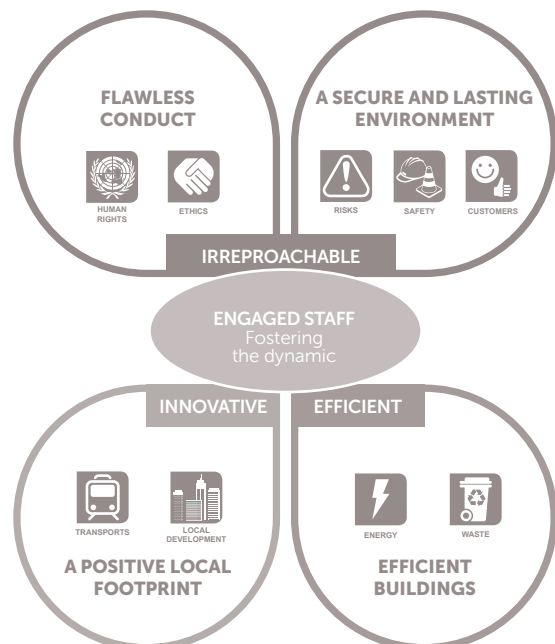 FLAWLESS
CONDUCT
HUMAN
RIGHTS
ETHICS
A SECURE AND LASTING
ENVIRONMENT
RISKS
SAFETY
CUSTOMERS
IRREPROACHABLE
ENGAGED STAFF
Fostering
the dynamic
INNOVATIVE
EFFICIENT
TRANSPORTS
LOCAL
DEVELOPMENT
A POSITIVE LOCAL
FOOTPRINT
ENERGY
WASTE
EFFICIENT
BUILDINGS